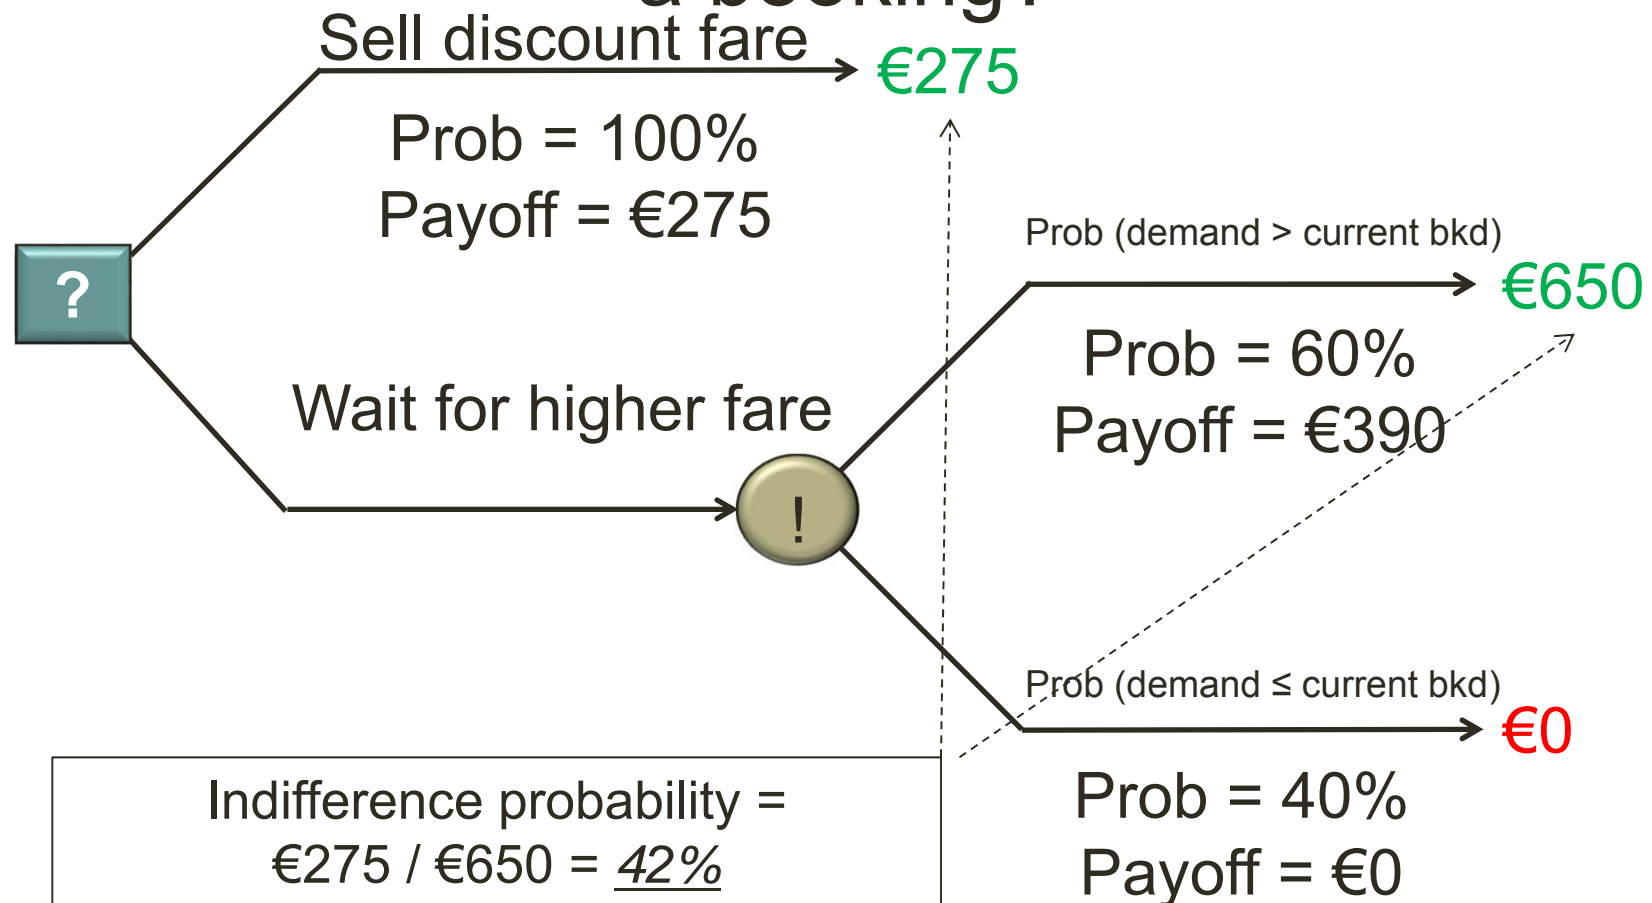 a booking?
Sell discount fare
€275
Prob = 100%
Payoff = €275
?
Prob (demand > current bkd)
€650
Prob = 60%
Payoff = €390
Wait for higher fare
!
Prob (demand ≤ current bkd)
€0
Prob = 40%
Payoff = €0
Indifference probability =
€275 / €650 = 42%